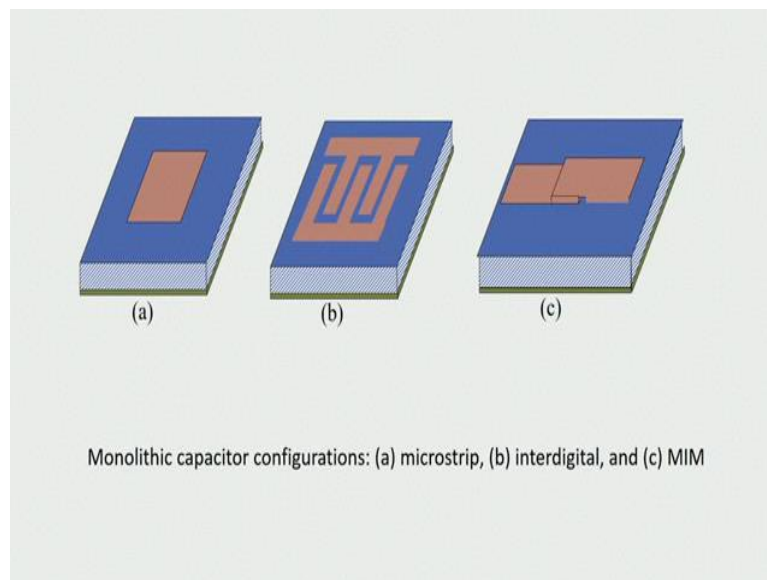 (a) (b) (c)
Monolithic capacitor configurations: (a) microstrip, (b) interdigital, and (c) MIM